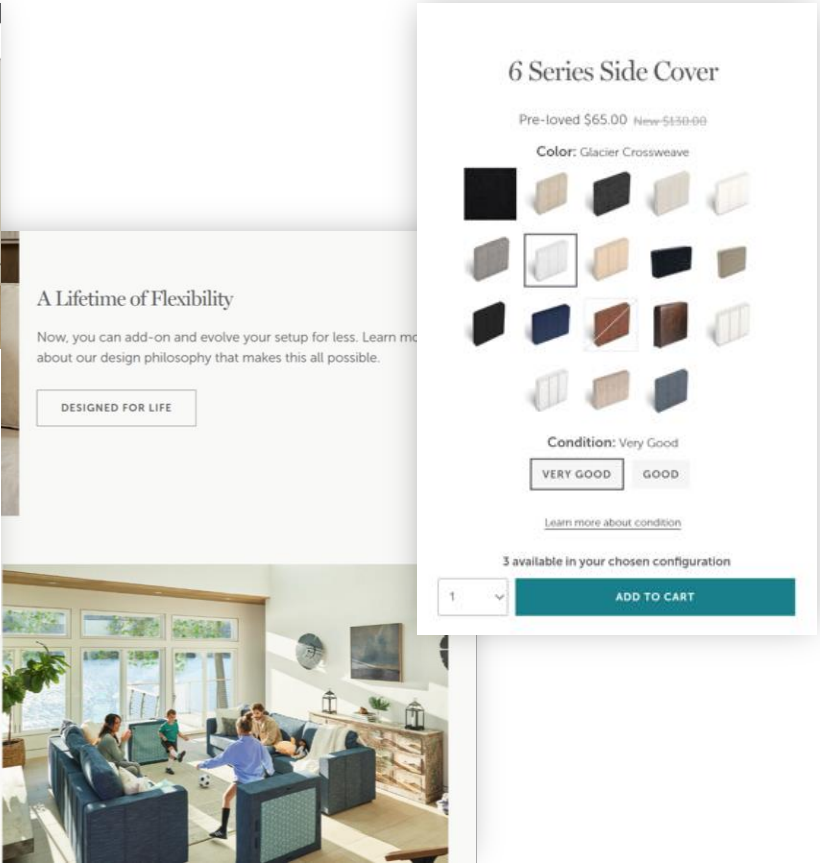 6 Series Side Cover
Pre-loved $65.00 New $130.00
Color: Glacier Crossweave
Condition: Very Good
VERY GOOD GOOD
Learn more about condition
3 available in your chosen configuration
1 ADD TO CART
A Lifetime of Flexibility
Now, you can add-on and evolve your setup for less. Learn mo
about our design philosophy that makes this all possible.
DESIGNED FOR LIFE